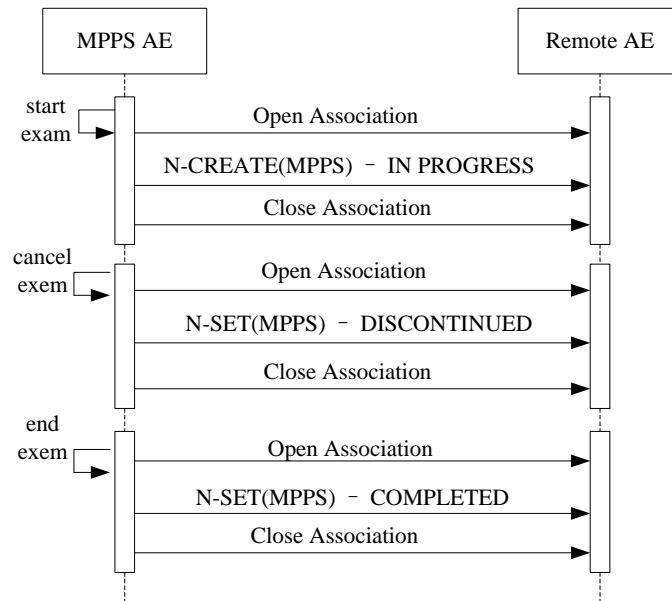 MPPS AE
Remote AE
start
exam
Open Association
N-CREATE(MPPS) – IN PROGRESS
Close Association
cancel
exem
Open Association
N-SET(MPPS) – DISCONTINUED
Close Association
end
exem
Open Association
N-SET(MPPS) – COMPLETED
Close Association